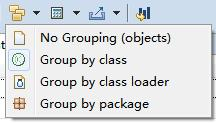 No Grouping (objects)
Group by class
Group by class loader
Group by package